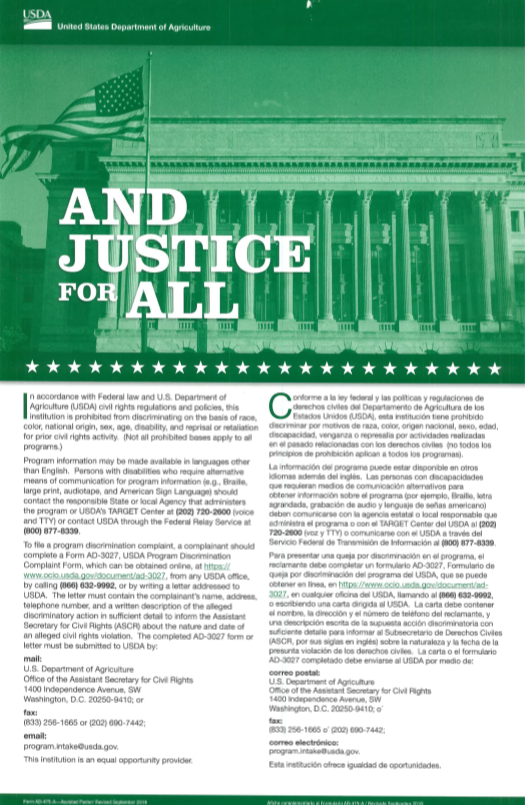 USDA
United States Department of Agriculture
AND
JUSTICE
FOR ALL
In accordance with Federal law and U.S. Department of
Agriculture (USDA) civil rights regulations and policies, this
institution is prohibited from discriminating on the basis of race,
color, national origin, sex, age, disability, and reprisal or retaliation
for prior civil rights activity. (Not all prohibited bases apply to all
programs.)
Program information may be made available in languages other
than English. Persons with disabilities who require alternative
means of communication for program information (e.g., Braille,
large print, audiotape, and American Sign Language) should
contact the responsible State or local Agency that administers
the program or USDA's TARGET Center at (202) 720-2600 (voice
and TTY) or contact USDA through the Federal Relay Service at
(800) 877-8339.
To file a program discrimination complaint, a complainant should
complete a Form AD-3027, USDA Program Discrimination
Complaint Form, which can be obtained online, at https://
www.ocio.usda.gov/document/ad-3027, from any USDA office,
by calling (866) 632-9992, or by writing a letter addressed to
USDA. The letter must contain the complainant's name, address,
telephone number, and a written description of the alleged
discriminatory action in sufficient detail to inform the Assistant
Secretary for Civil Rights (ASCR) about the nature and date of
an alleged civil rights violation. The completed AD-3027 form or
letter must be submitted to USDA by:
mail:
U.S. Department of Agriculture
Office of the Assistant Secretary for Civil Rights
1400 Independence Avenue, SW
Washington, D.C. 20250-9410; or
fax:
(833) 256-1665 or (202) 690-7442;
email:
program.intake@usda.gov.
This institution is an equal opportunity provider.
Conforme a la ley federal y las políticas y regulaciones de
derechos civiles del Departamento de Agricultura de los
Estados Unidos (USDA), esta institución tiene prohibido
discriminar por motivos de raza, color, origen nacional, sexo, edad,
discapacidad, venganza o represalia por actividades realizadas
en el pasado relacionadas con los derechos civiles (no todos los
principios de prohibición aplican a todos los programas).
La información del programa puede estar disponible en otros
idiomas además del inglés. Las personas con discapacidades
que requieran medios de comunicación alternativos para
obtener información sobre el programa (por ejemplo, Braille, letra
agrandada, grabación de audio y lenguaje de señas americano)
deben comunicarse con la agencia estatal o local responsable que
administra el programa o con el TARGET Center del USDA al (202)
720-2600 (voz y TTY) o comunicarse con el USDA a través del
Servicio Federal de Transmisión de Información al (800) 877-8339.
Para presentar una queja por discriminación en el programa, el
reclamante debe completar un formulario AD-3027, Formulario de
queja por discriminación del programa del USDA, que se puede
obtener en línea, en https://www.ocio.usda.gov/document/ad-
3027, en cualquier oficina del USDA, llamando al (866) 632-9992,
o escribiendo una carta dirigida al USDA. La carta debe contener
el nombre, la dirección y el número de teléfono del reclamante, y
una descripción escrita de la supuesta acción discriminatoria con
suficiente detalle para informar al Subsecretario de Derechos Civiles
(ASCR, por sus siglas en inglés) sobre la naturaleza y la fecha de la
presunta violación de los derechos civiles. La carta o el formulario
AD-3027 completado debe enviarse al USDA por medio de:
correo postal:
U.S. Department of Agriculture
Office of the Assistant Secretary for Civil Rights
1400 Independence Avenue, SW
Washington, D.C. 20250-9410; o'
fax:
(833) 256-1665 o' (202) 690-7442;
correo electrónico:
program.intake@usda.gov.
Esta institución ofrece igualdad de oportunidades.
Form AD-475-A—Assisted Poster/ Revised September 2019
Afiche complementario al Formulario AD-475-A / Revisado Septiembre 2019